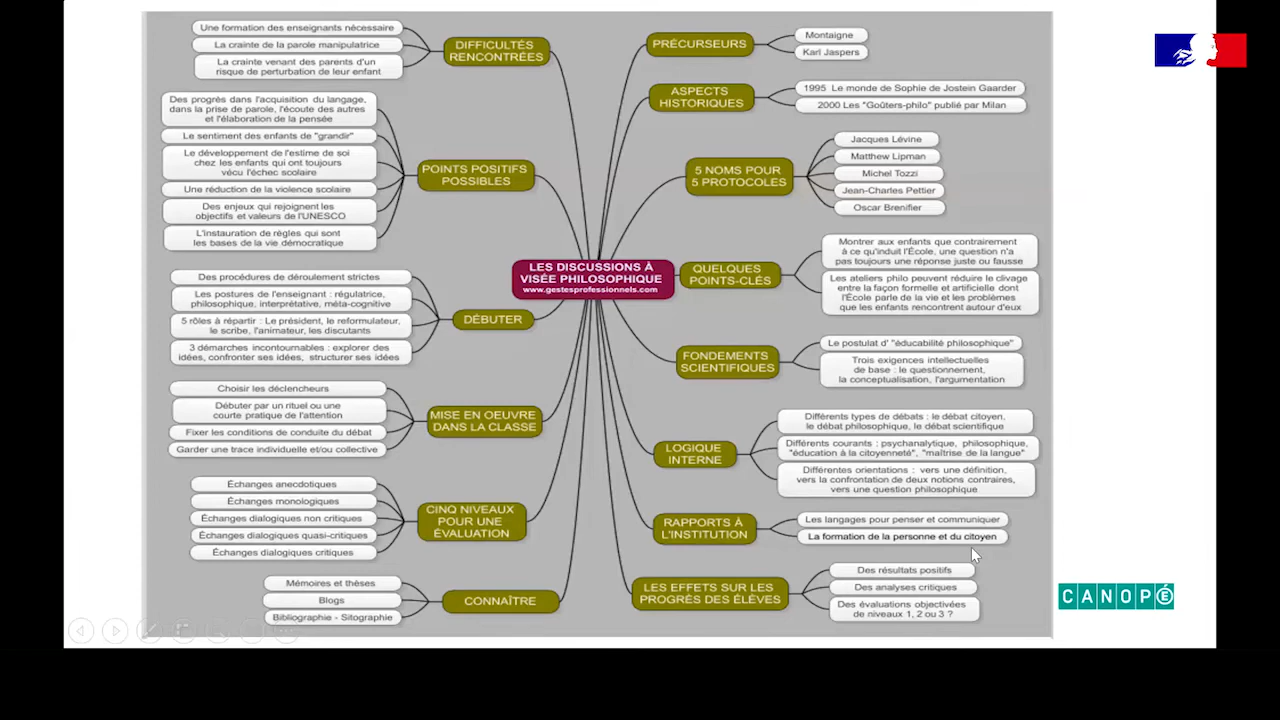 LES DISCUSSIONS À
VISÉE PHILOSOPHIQUE
www.gestesprofessionnels.com
DIFFICULTÉS
RENCONTRÉES
Une formation des enseignants nécessaire
La crainte de la parole manipulatrice
La crainte venant des parents d'un
risque de perturbation de leur enfant
POINTS POSITIFS
POSSIBLES
Des progrès dans l'acquisition du langage,
dans la prise de parole, l'écoute des autres
et l'élaboration de la pensée
Le sentiment des enfants de "grandir"
Le développement de l'estime de soi
chez les enfants qui ont toujours
vécu l'échec scolaire
Une réduction de la violence scolaire
Des enjeux qui rejoignent les
objectifs et valeurs de l'UNESCO
L'instauration de règles qui sont
les bases de la vie démocratique
DÉBUTER
Des procédures de déroulement strictes
Les postures de l'enseignant : régulatrice,
philosophique, interprétative, méta-cognitive
5 rôles à répartir : Le président, le reformulateur,
le scribe, l'animateur, les discutants
3 démarches incontournables : explorer des
idées, confronter ses idées, structurer ses idées
MISE EN OEUVRE
DANS LA CLASSE
Choisir les déclencheurs
Débuter par un rituel ou une
courte pratique de l'attention
Fixer les conditions de conduite du débat
Garder une trace individuelle et/ou collective
CINQ NIVEAUX
POUR UNE
ÉVALUATION
Échanges anecdotiques
Échanges monologiques
Échanges dialogiques non critiques
Échanges dialogiques quasi-critiques
Échanges dialogiques critiques
CONNAÎTRE
Mémoires et thèses
Blogs
Bibliographie - Sitographie
PRÉCURSEURS
Montaigne
Karl Jaspers
ASPECTS
HISTORIQUES
1995 Le monde de Sophie de Jostein Gaarder
2000 Les "Goûters-philo" publié par Milan
5 NOMS POUR
5 PROTOCOLES
Jacques Lévine
Matthew Lipman
Michel Tozzi
Jean-Charles Pettier
Oscar Brenifier
QUELQUES
POINTS-CLÉS
Montrer aux enfants que contrairement
à ce qu'induit l'École, une question n'a
pas toujours une réponse juste ou fausse
Les ateliers philo peuvent réduire le clivage
entre la façon formelle et artificielle dont
l'École parle de la vie et les problèmes
que les enfants rencontrent autour d'eux
FONDEMENTS
SCIENTIFIQUES
Le postulat d' "éducabilité philosophique"
Trois exigences intellectuelles
de base : le questionnement,
la conceptualisation, l'argumentation
LOGIQUE
INTERNE
Différents types de débats : le débat citoyen,
le débat philosophique, le débat scientifique
Différents courants : psychanalytique, philosophique,
"éducation à la citoyenneté", "maîtrise de la langue"
Différentes orientations : vers une définition,
vers la confrontation de deux notions contraires,
vers une question philosophique
RAPPORTS À
L'INSTITUTION
Les langages pour penser et communiquer
La formation de la personne et du citoyen
LES EFFETS SUR LES
PROGRÈS DES ÉLÈVES
Des résultats positifs
Des analyses critiques
Des évaluations objectivées
de niveaux 1, 2 ou 3 ?
CANOPÉ